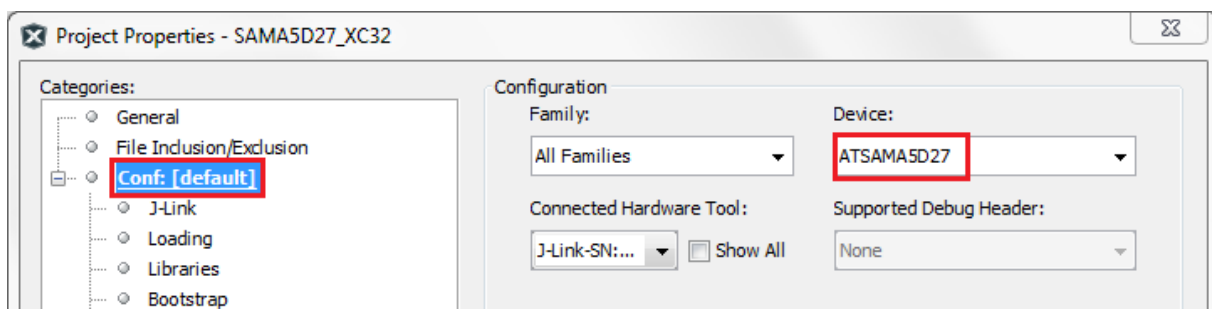 Project Properties - SAMA5D27_XC32
Categories:
General
File Inclusion/Exclusion
Conf: [default]
J-Link
Loading
Libraries
Bootstrap
Configuration
Family:
Device:
All Families
ATSAMA5D27
Connected Hardware Tool:
Supported Debug Header:
J-Link-SN:...
Show All
None